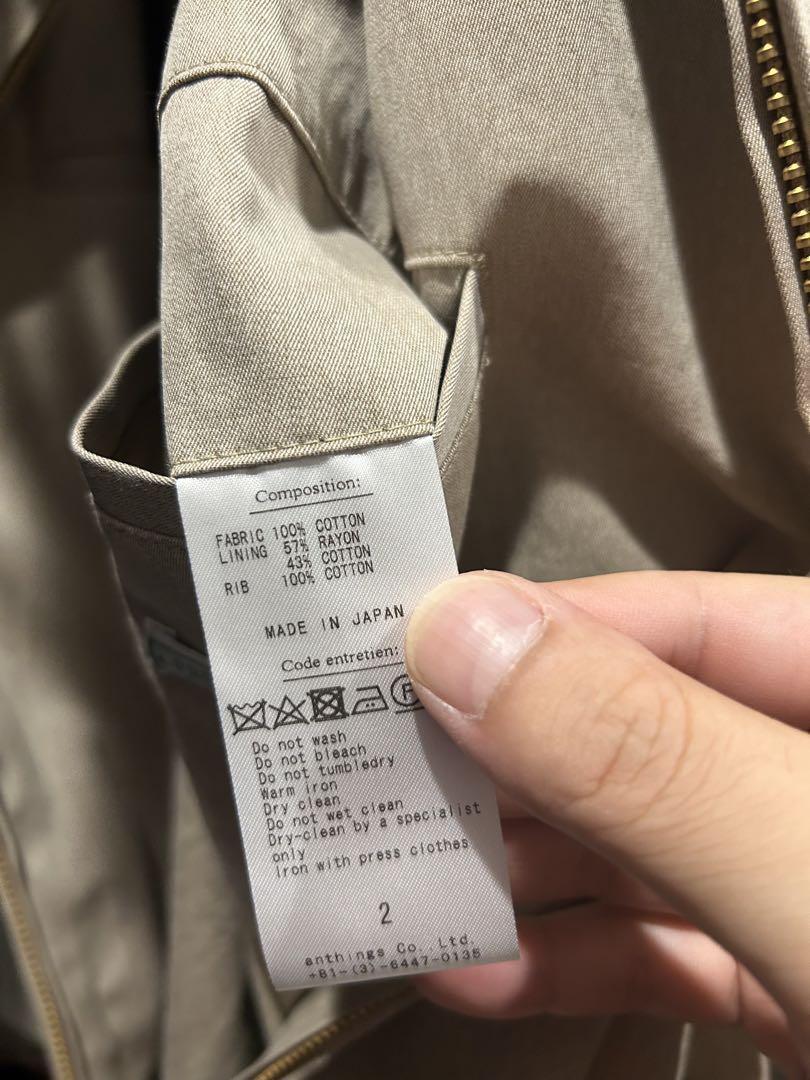 Composition:
FABRIC 100% COTTON
LINING 57% RAYON
43% COTTON
RIB 100% COTTON
MADE IN JAPAN
Code entretien:
P
Do not wash
Do not bleach
Do not tumbledry
Warm iron
Dry clean
Do not wet clean
Dry-clean by a specialist
only
Iron with press clothes
2
anthings Co.,Ltd.
+81-(3)-6447-0135